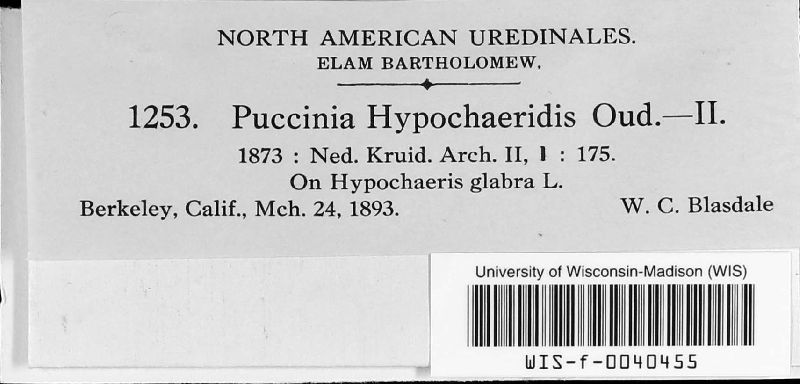 NORTH AMERICAN UREDINALES.
ELAM BARTHOLOMEW.
1253. Puccinia Hypochaeridis Oud.—II.
1873 : Ned. Kruid. Arch. II, 1 : 175.
On Hypochaeris glabra L.
Berkeley, Calif., Mch. 24, 1893. W. C. Blasdale
University of Wisconsin-Madison (WIS)
WIS-f-0040455